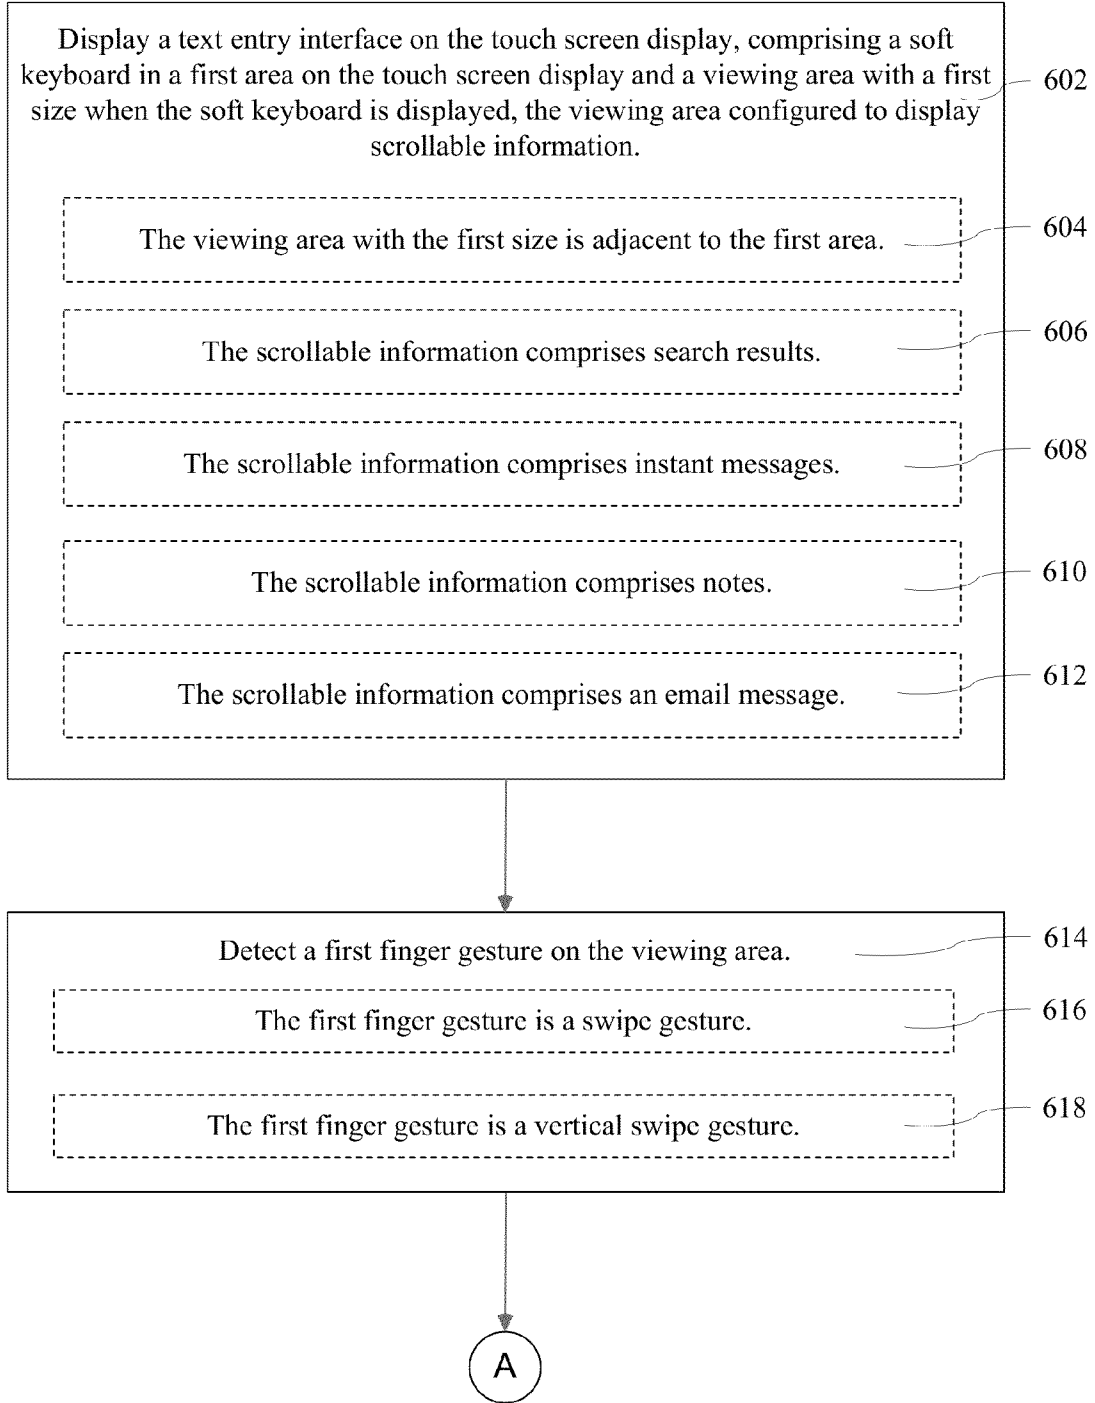 Display a text entry interface on the touch screen display, comprising a soft
keyboard in a first area on the touch screen display and a viewing area with a first
size when the soft keyboard is displayed, the viewing area configured to display
scrollable information.
602
The viewing area with the first size is adjacent to the first area.
604
The scrollable information comprises search results.
606
The scrollable information comprises instant messages.
608
The scrollable information comprises notes.
610
The scrollable information comprises an email message.
612
Detect a first finger gesture on the viewing area.
614
The first finger gesture is a swipe gesture.
616
The first finger gesture is a vertical swipe gesture.
618
A